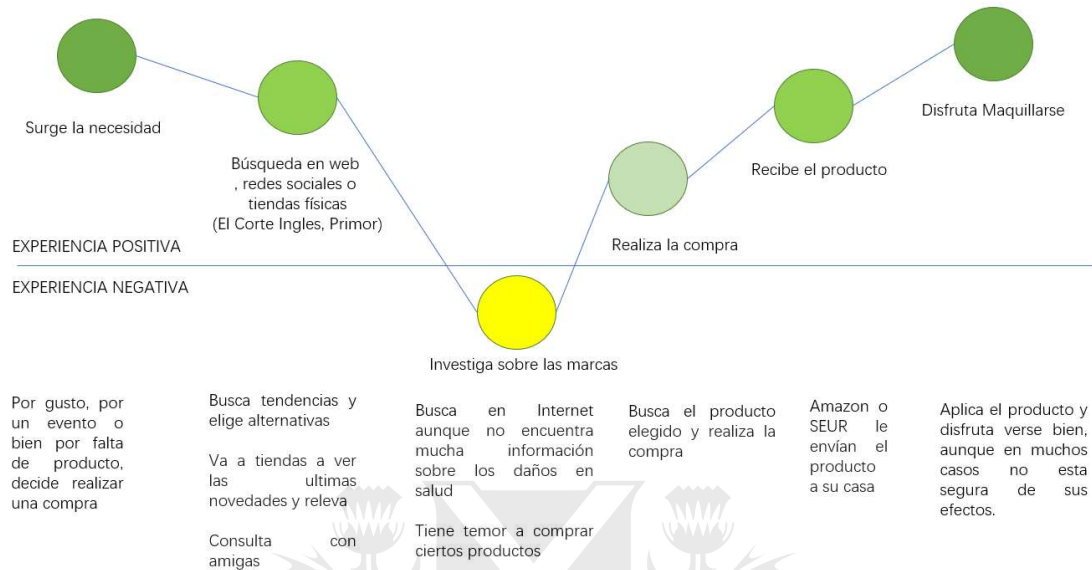 Surge la necesidad
Búsqueda en web
, redes sociales o
tiendas físicas
(El Corte Ingles, Primor)
Realiza la compra
Recibe el producto
Disfruta Maquillarse
EXPERIENCIA POSITIVA
EXPERIENCIA NEGATIVA
Investiga sobre las marcas
Por gusto, por
un evento o
bien por falta
de producto,
decide realizar
una compra
Busca tendencias y
elige alternativas
Va a tiendas a ver
las ultimas
novedades y releva
Consulta con
amigas
Busca en Internet
aunque no encuentra
mucha información
sobre los daños en
salud
Tiene temor a comprar
ciertos productos
Busca el producto
elegido y realiza la
compra
Amazon o
SEUR le
envían el
producto
a su casa
Aplica el producto y
disfruta verse bien,
aunque en muchos
casos no esta
segura de sus
efectos.